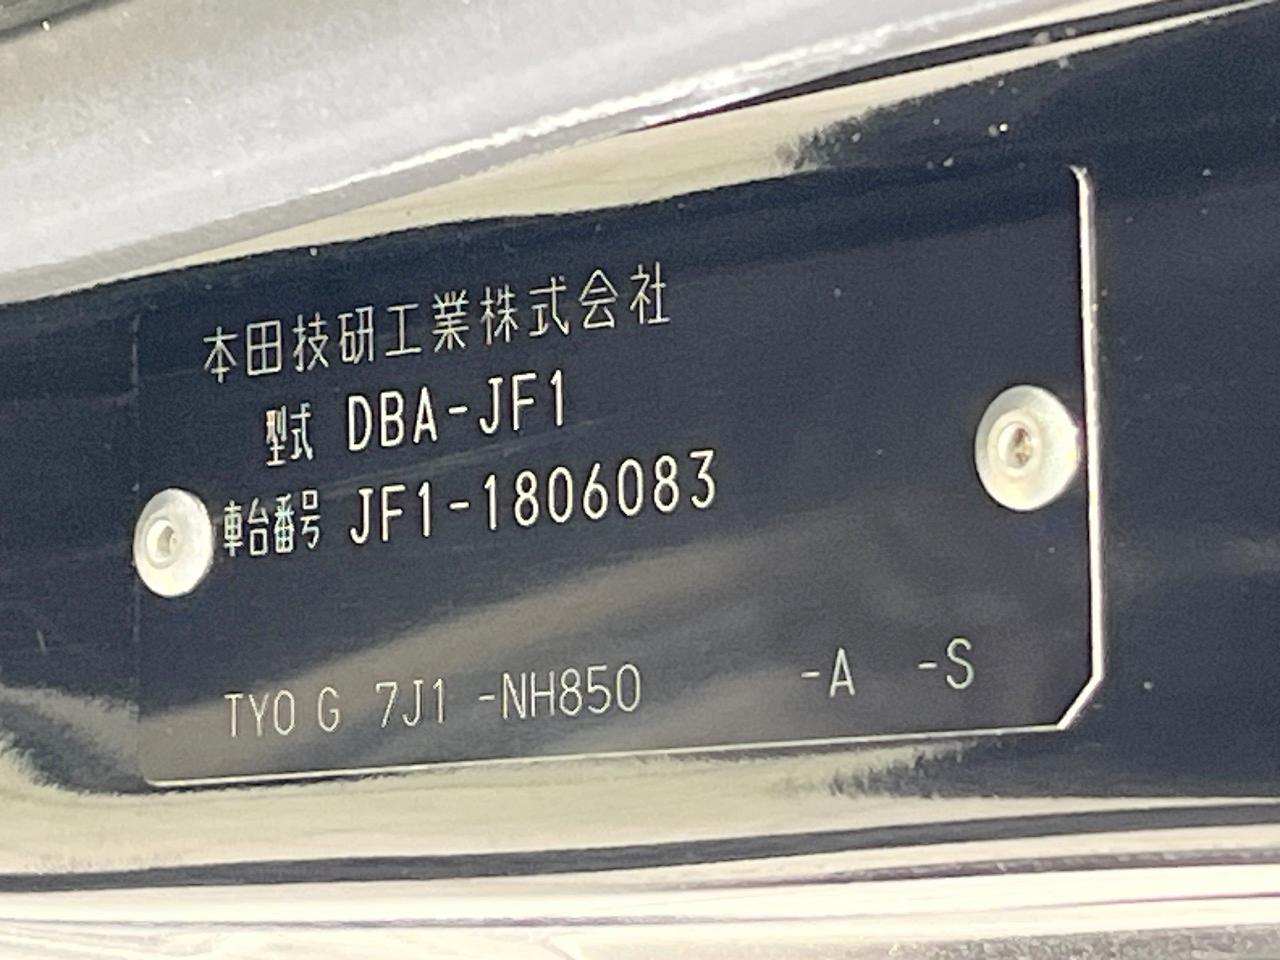 本田技研工業株式会社
型式 DBA-JF1
車台番号 JF1-1806083
TYO G 7J1 -NH850 -A -S